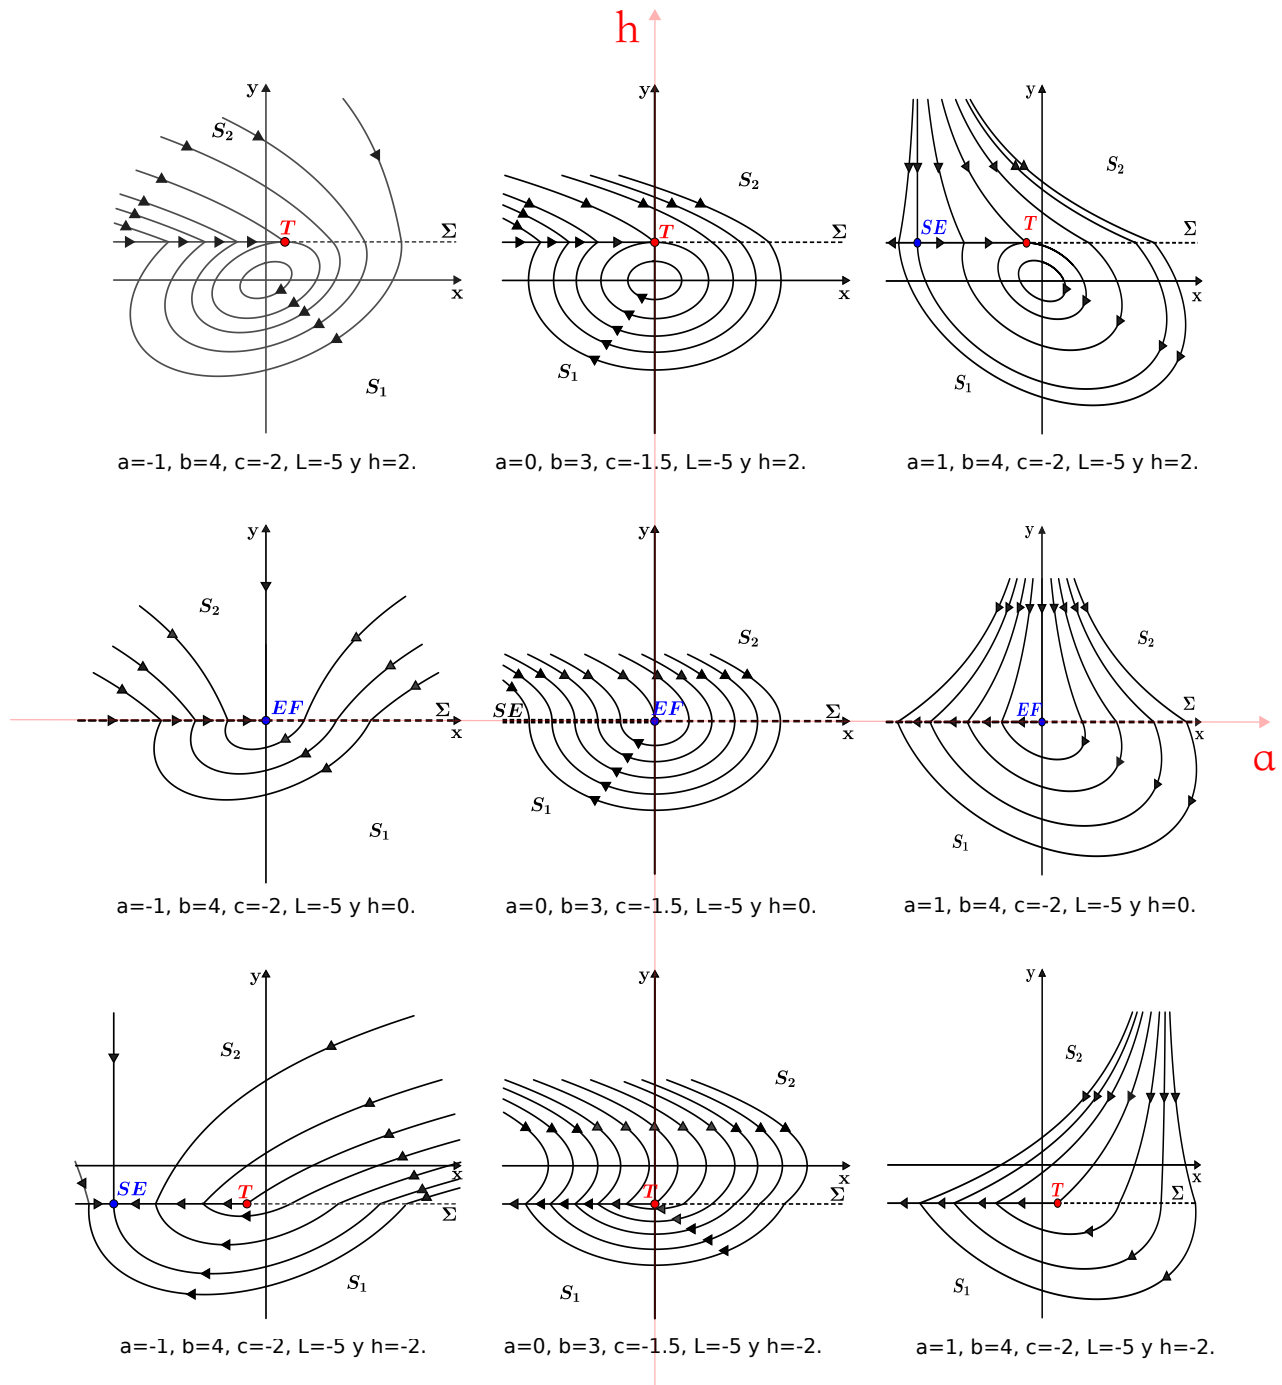 h
y
S₂
T
Σ
x
S₁
a=-1, b=4, c=-2, L=-5 y h=2.
y
S₂
T
Σ
x
S₁
a=0, b=3, c=-1.5, L=-5 y h=2.
y
S₂
SE
T
Σ
x
S₁
a=1, b=4, c=-2, L=-5 y h=2.
y
S₂
EF
Σ
x
S₁
a=-1, b=4, c=-2, L=-5 y h=0.
y
S₂
SE
EF
Σ
x
S₁
a=0, b=3, c=-1.5, L=-5 y h=0.
y
S₂
EF
Σ
x
S₁
a=1, b=4, c=-2, L=-5 y h=0.
a
y
S₂
x
SE
T
Σ
S₁
a=-1, b=4, c=-2, L=-5 y h=-2.
y
S₂
x
T
Σ
S₁
a=0, b=3, c=-1.5, L=-5 y h=-2.
y
S₂
x
T
Σ
S₁
a=1, b=4, c=-2, L=-5 y h=-2.